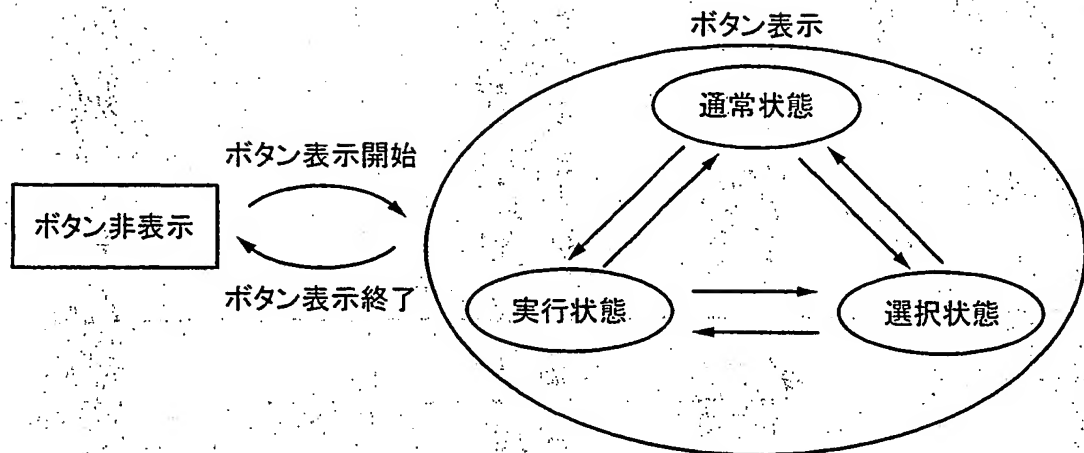 ボタン表示
通常状態
ボタン表示開始
ボタン非表示
ボタン表示終了
実行状態
選択状態